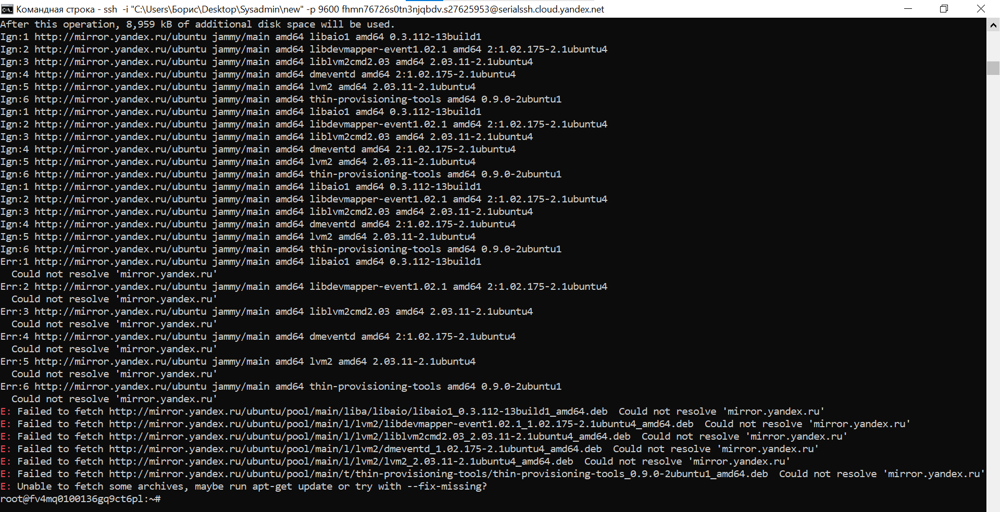 Командная строка - ssh  -i "C:\Users\Борис\Desktop\Sysadmin\new" -p 9600 fhmn76726s0tn3njqbdv.s27625953@serialssh.cloud.yandex.net
After this operation, 8,959 kB of additional disk space will be used.
Ign:1 http://mirror.yandex.ru/ubuntu jammy/main amd64 libaio1 amd64 0.3.112-13build1
Ign:2 http://mirror.yandex.ru/ubuntu jammy/main amd64 libdevmapper-event1.02.1 amd64 2:1.02.175-2.1ubuntu4
Ign:3 http://mirror.yandex.ru/ubuntu jammy/main amd64 liblvm2cmd2.03 amd64 2.03.11-2.1ubuntu4
Ign:4 http://mirror.yandex.ru/ubuntu jammy/main amd64 dmeventd amd64 2:1.02.175-2.1ubuntu4
Ign:5 http://mirror.yandex.ru/ubuntu jammy/main amd64 lvm2 amd64 2.03.11-2.1ubuntu4
Ign:6 http://mirror.yandex.ru/ubuntu jammy/main amd64 thin-provisioning-tools amd64 0.9.0-2ubuntu1
Ign:1 http://mirror.yandex.ru/ubuntu jammy/main amd64 libaio1 amd64 0.3.112-13build1
Ign:2 http://mirror.yandex.ru/ubuntu jammy/main amd64 libdevmapper-event1.02.1 amd64 2:1.02.175-2.1ubuntu4
Ign:3 http://mirror.yandex.ru/ubuntu jammy/main amd64 liblvm2cmd2.03 amd64 2.03.11-2.1ubuntu4
Ign:4 http://mirror.yandex.ru/ubuntu jammy/main amd64 dmeventd amd64 2:1.02.175-2.1ubuntu4
Ign:5 http://mirror.yandex.ru/ubuntu jammy/main amd64 lvm2 amd64 2.03.11-2.1ubuntu4
Ign:6 http://mirror.yandex.ru/ubuntu jammy/main amd64 thin-provisioning-tools amd64 0.9.0-2ubuntu1
Ign:1 http://mirror.yandex.ru/ubuntu jammy/main amd64 libaio1 amd64 0.3.112-13build1
Ign:2 http://mirror.yandex.ru/ubuntu jammy/main amd64 libdevmapper-event1.02.1 amd64 2:1.02.175-2.1ubuntu4
Ign:3 http://mirror.yandex.ru/ubuntu jammy/main amd64 liblvm2cmd2.03 amd64 2.03.11-2.1ubuntu4
Ign:4 http://mirror.yandex.ru/ubuntu jammy/main amd64 dmeventd amd64 2:1.02.175-2.1ubuntu4
Ign:5 http://mirror.yandex.ru/ubuntu jammy/main amd64 lvm2 amd64 2.03.11-2.1ubuntu4
Ign:6 http://mirror.yandex.ru/ubuntu jammy/main amd64 thin-provisioning-tools amd64 0.9.0-2ubuntu1
Err:1 http://mirror.yandex.ru/ubuntu jammy/main amd64 libaio1 amd64 0.3.112-13build1
  Could not resolve 'mirror.yandex.ru'
Err:2 http://mirror.yandex.ru/ubuntu jammy/main amd64 libdevmapper-event1.02.1 amd64 2:1.02.175-2.1ubuntu4
  Could not resolve 'mirror.yandex.ru'
Err:3 http://mirror.yandex.ru/ubuntu jammy/main amd64 liblvm2cmd2.03 amd64 2.03.11-2.1ubuntu4
  Could not resolve 'mirror.yandex.ru'
Err:4 http://mirror.yandex.ru/ubuntu jammy/main amd64 dmeventd amd64 2:1.02.175-2.1ubuntu4
  Could not resolve 'mirror.yandex.ru'
Err:5 http://mirror.yandex.ru/ubuntu jammy/main amd64 lvm2 amd64 2.03.11-2.1ubuntu4
  Could not resolve 'mirror.yandex.ru'
Err:6 http://mirror.yandex.ru/ubuntu jammy/main amd64 thin-provisioning-tools amd64 0.9.0-2ubuntu1
  Could not resolve 'mirror.yandex.ru'
E: Failed to fetch http://mirror.yandex.ru/ubuntu/pool/main/liba/libaio/libaio1_0.3.112-13build1_amd64.deb  Could not resolve 'mirror.yandex.ru'
E: Failed to fetch http://mirror.yandex.ru/ubuntu/pool/main/l/lvm2/libdevmapper-event1.02.1_1.02.175-2.1ubuntu4_amd64.deb  Could not resolve 'mirror.yandex.ru'
E: Failed to fetch http://mirror.yandex.ru/ubuntu/pool/main/l/lvm2/liblvm2cmd2.03_2.03.11-2.1ubuntu4_amd64.deb  Could not resolve 'mirror.yandex.ru'
E: Failed to fetch http://mirror.yandex.ru/ubuntu/pool/main/l/lvm2/dmeventd_1.02.175-2.1ubuntu4_amd64.deb  Could not resolve 'mirror.yandex.ru'
E: Failed to fetch http://mirror.yandex.ru/ubuntu/pool/main/l/lvm2/lvm2_2.03.11-2.1ubuntu4_amd64.deb  Could not resolve 'mirror.yandex.ru'
E: Failed to fetch http://mirror.yandex.ru/ubuntu/pool/main/t/thin-provisioning-tools/thin-provisioning-tools_0.9.0-2ubuntu1_amd64.deb  Could not resolve 'mirror.yandex.ru'
E: Unable to fetch some archives, maybe run apt-get update or try with --fix-missing?
root@fv4mq0100136gq9ct6pl:~#